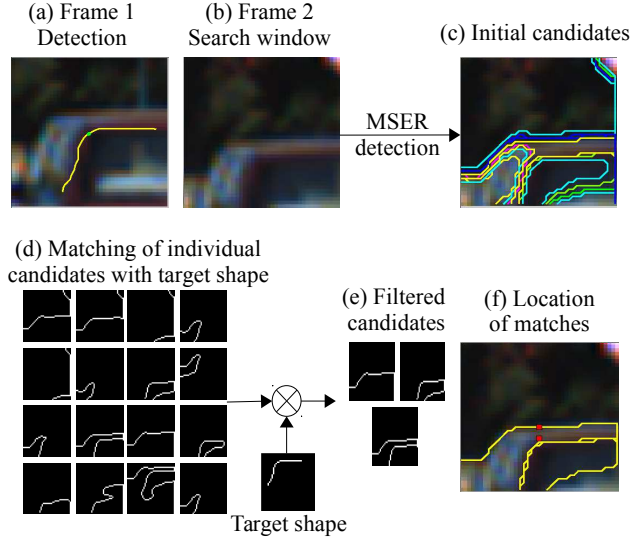 (a) Frame 1
Detection
(b) Frame 2
Search window
(c) Initial candidates
MSER
detection
(d) Matching of individual
candidates with target shape
(e) Filtered
candidates
(f) Location
of matches
Target shape